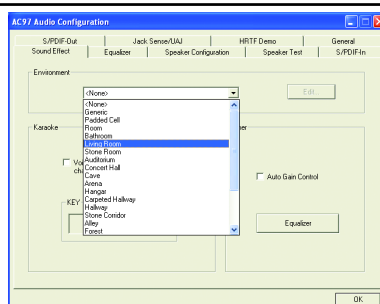 AC97 Audio Configuration
S/PDIF-Out Jack Sense/UAJ HRTF Demo General
Sound Effect Equalizer Speaker Configuration Speaker Test S/PDIF-In
Environment
<None> Edit...
<None>
Generic
Padded Cell
Room
Bathroom
Living Room
Stone Room
Auditorium
Concert Hall
Cave
Arena
Hangar
Carpeted Hallway
Hallway
Stone Corridor
Alley
Forest
Karaoke
KEY
Auto Gain Control
Equalizer
OK